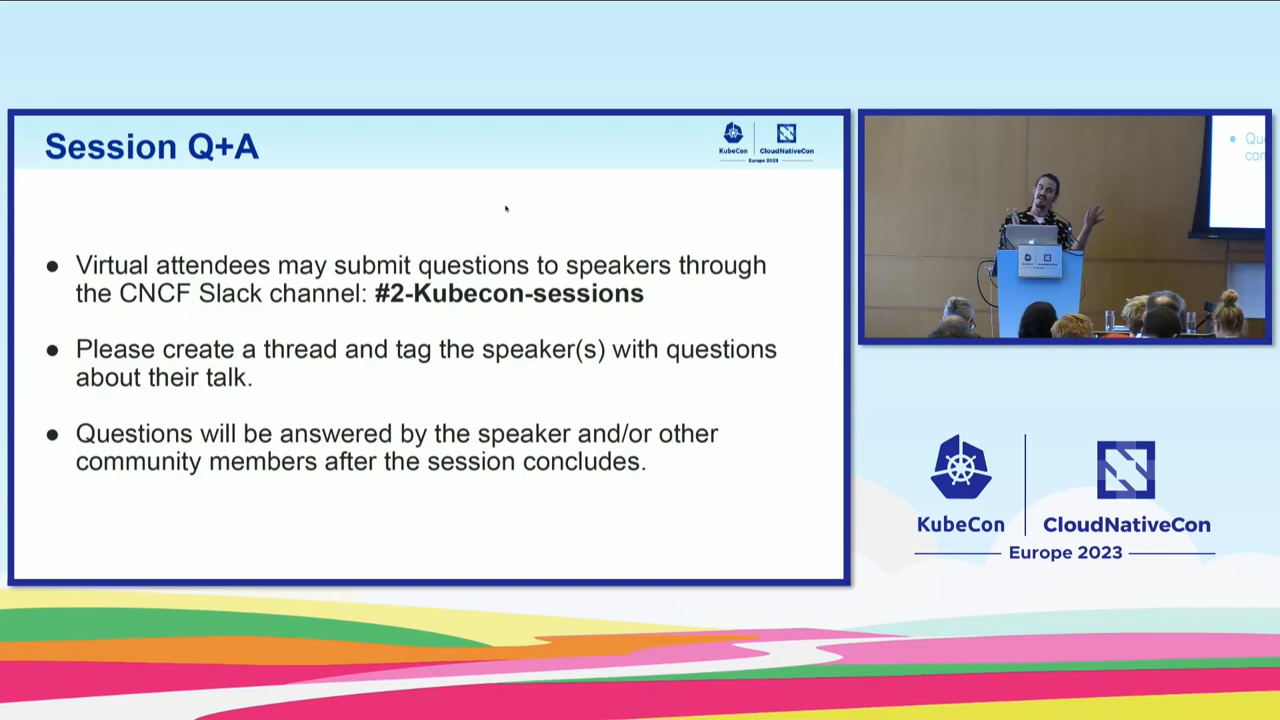 Session Q+A
KubeCon
CloudNativeCon
Europe 2023
● Virtual attendees may submit questions to speakers through
the CNCF Slack channel: #2-Kubecon-sessions
● Please create a thread and tag the speaker(s) with questions
about their talk.
● Questions will be answered by the speaker and/or other
community members after the session concludes.
KubeCon
CloudNativeCon
Europe 2023